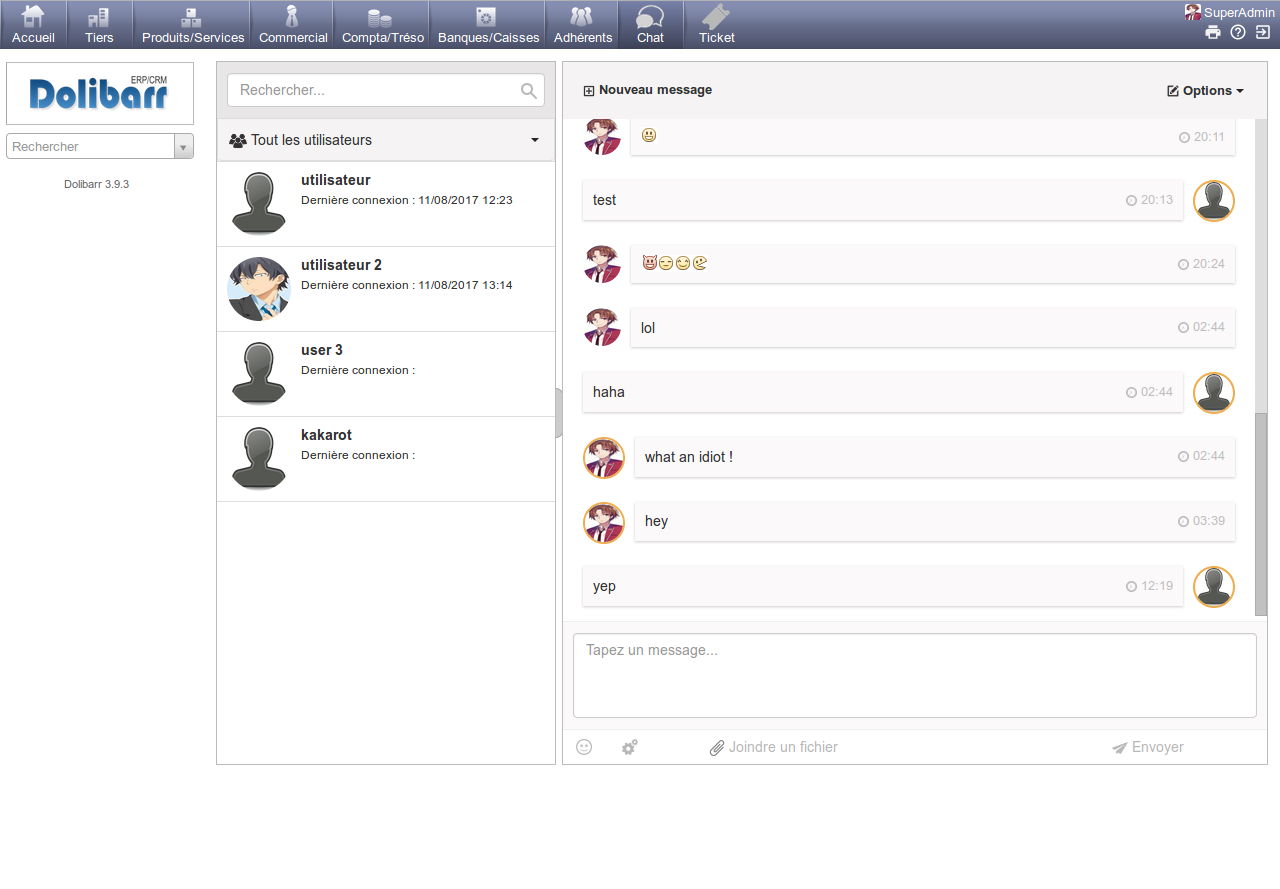 Accueil
Tiers
Produits/Services
Commercial
Compta/Tréso
Banques/Caisses
Adhérents
Chat
Ticket
SuperAdmin
ERP/CRM
Dolibarr
Rechercher
Dolibarr 3.9.3
Rechercher...
Tout les utilisateurs
utilisateur
Dernière connexion : 11/08/2017 12:23
utilisateur 2
Dernière connexion : 11/08/2017 13:14
user 3
Dernière connexion :
kakarot
Dernière connexion :
Nouveau message
Options
20:11
test
20:13
20:24
lol
02:44
haha
02:44
what an idiot !
02:44
hey
03:39
yep
12:19
Tapez un message...
Joindre un fichier
Envoyer